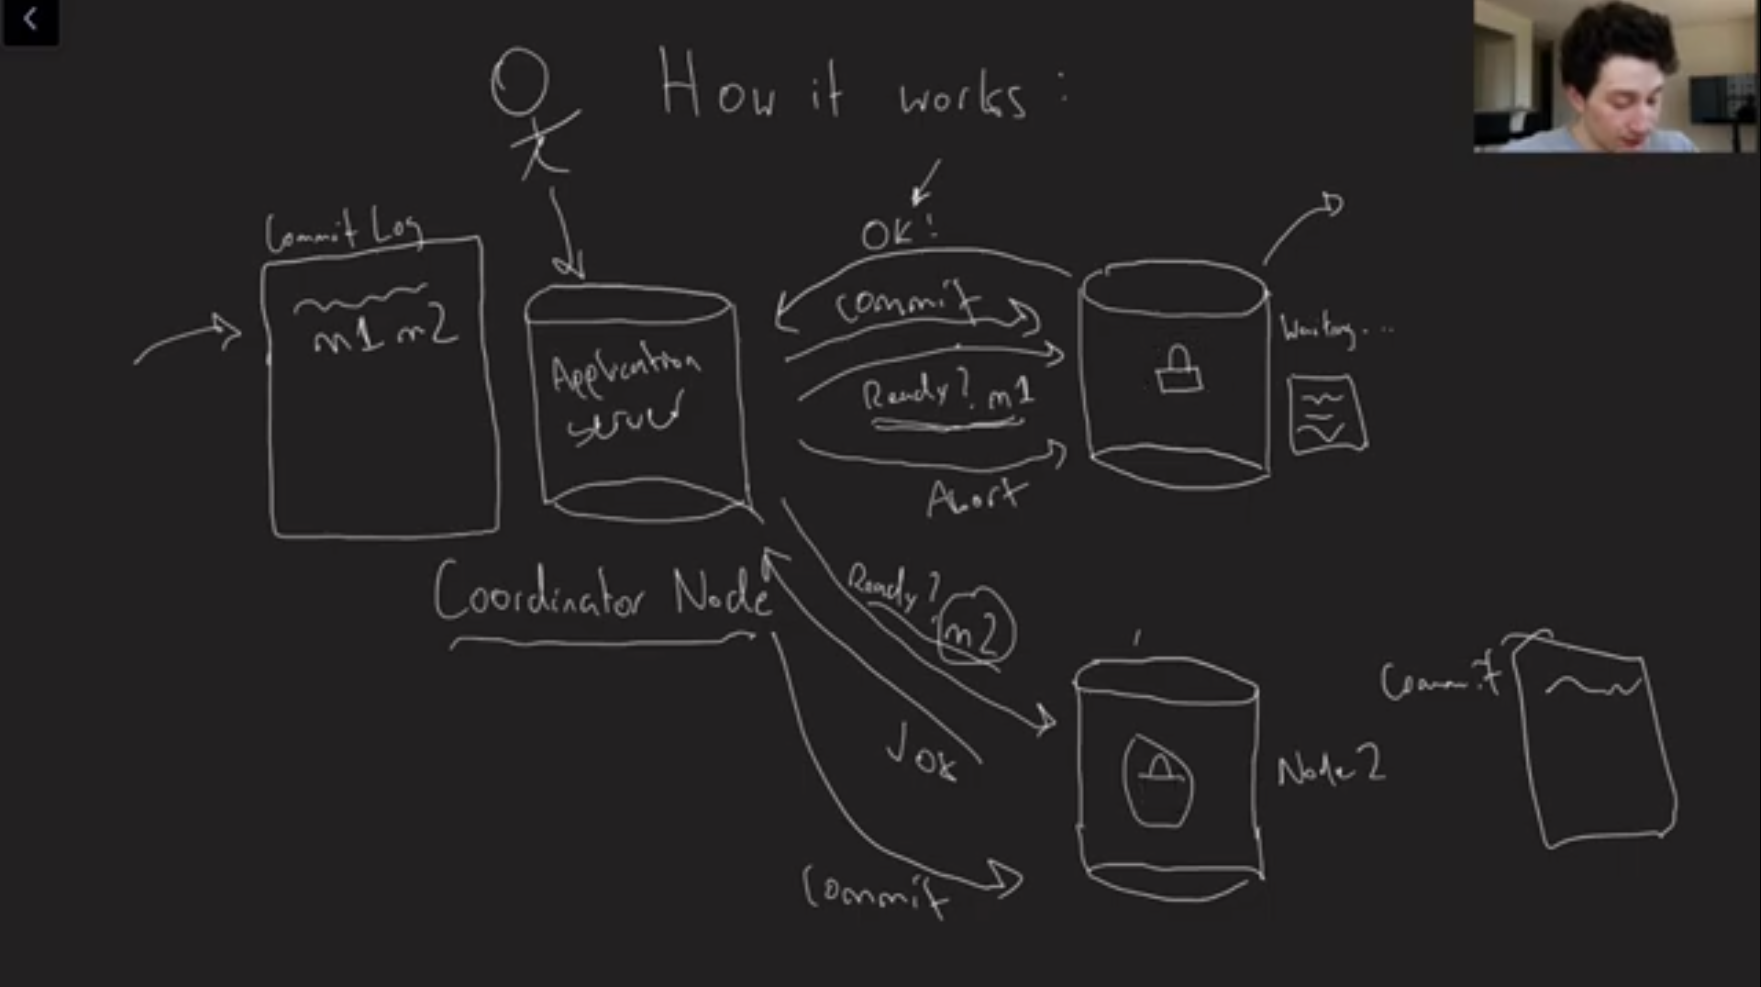 How it works:
Commit Log
m1 m2
Application
server
OK!
Commit
Ready? m1
Abort
Waiting...
Coordinator Node
Ready?
m2
OK
Commit
Node 2
Commit